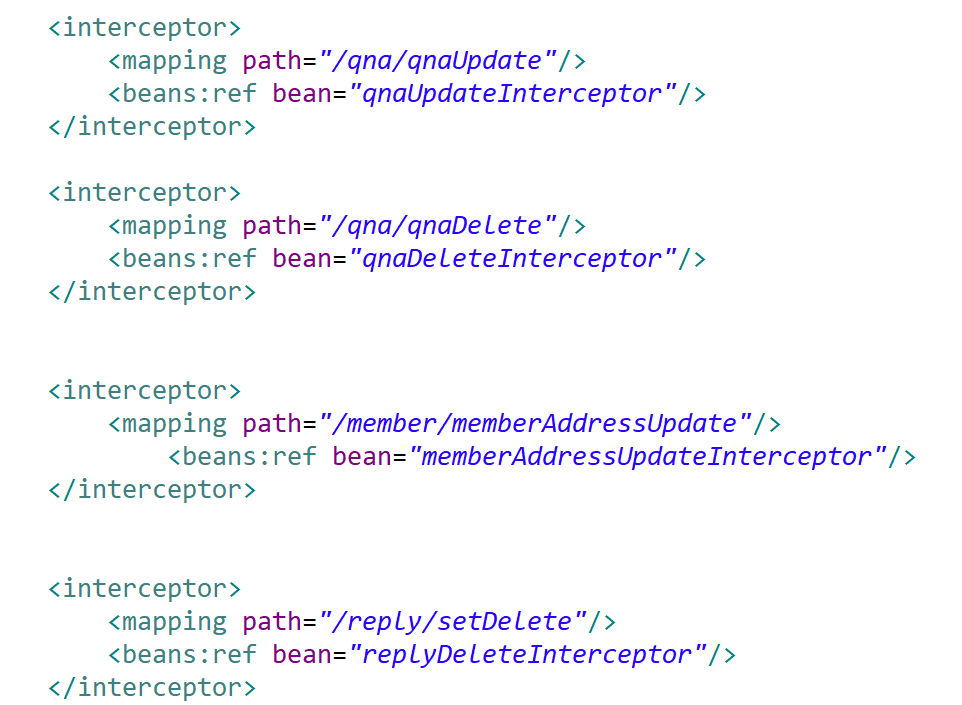 <interceptor>
    <mapping path="/qna/qnaUpdate"/>
    <beans:ref bean="qnaUpdateInterceptor"/>
</interceptor>

<interceptor>
    <mapping path="/qna/qnaDelete"/>
    <beans:ref bean="qnaDeleteInterceptor"/>
</interceptor>


<interceptor>
    <mapping path="/member/memberAddressUpdate"/>
        <beans:ref bean="memberAddressUpdateInterceptor"/>
</interceptor>


<interceptor>
    <mapping path="/reply/setDelete"/>
    <beans:ref bean="replyDeleteInterceptor"/>
</interceptor>